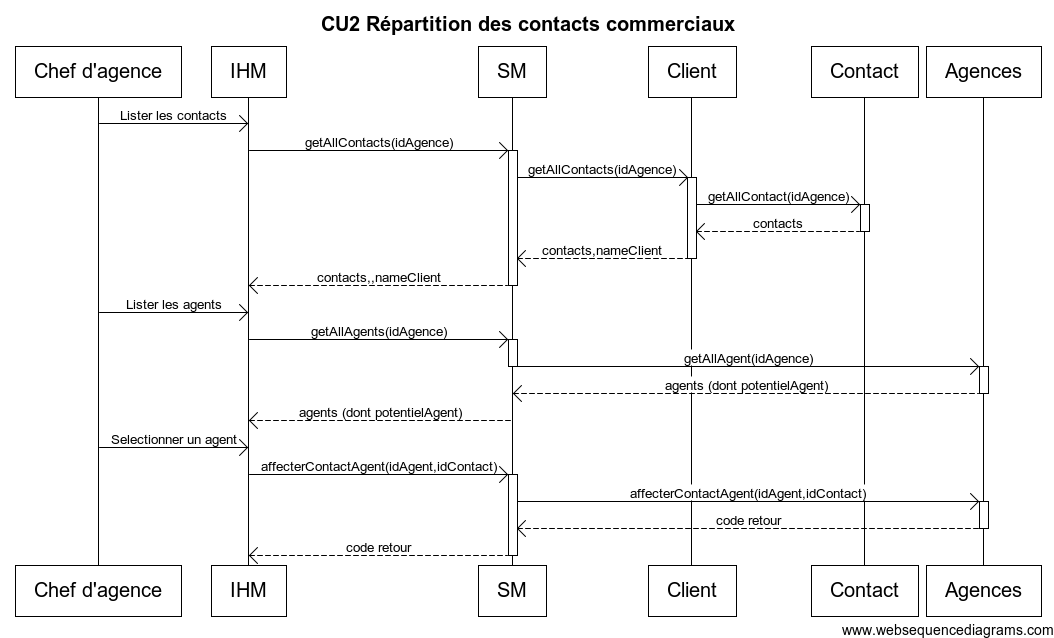 CU2 Répartition des contacts commerciaux
Chef d'agence
IHM
SM
Client
Contact
Agences
Lister les contacts
getAllContacts(idAgence)
getAllContacts(idAgence)
getAllContact(idAgence)
contacts
contacts,nameClient
contacts,,nameClient
Lister les agents
getAllAgents(idAgence)
getAllAgent(idAgence)
agents (dont potentielAgent)
agents (dont potentielAgent)
Selectionner un agent
affecterContactAgent(idAgent,idContact)
affecterContactAgent(idAgent,idContact)
code retour
code retour
Chef d'agence
IHM
SM
Client
Contact
Agences
www.websequencediagrams.com